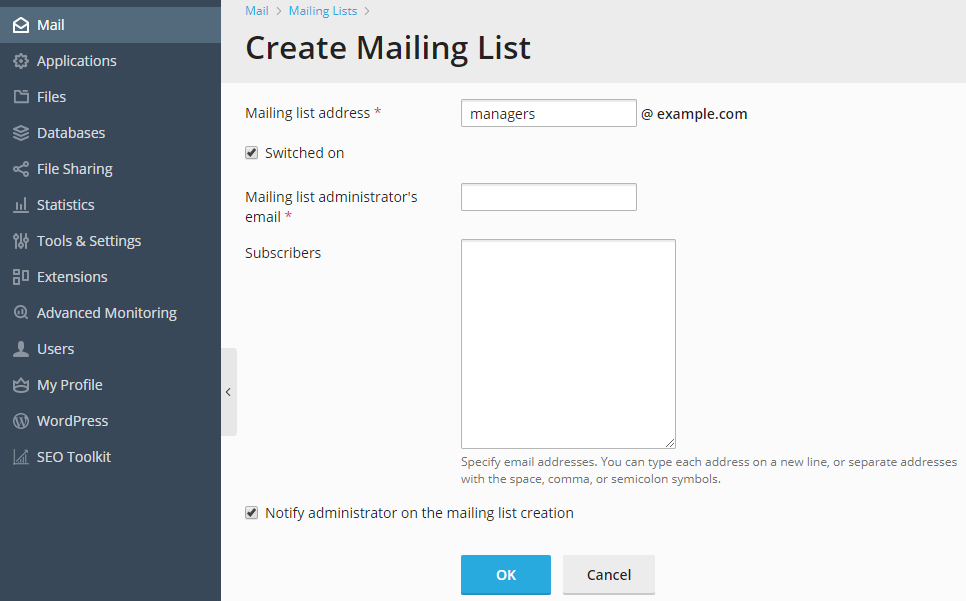 Mail
Applications
Files
Databases
File Sharing
Statistics
Tools & Settings
Extensions
Advanced Monitoring
Users
My Profile
WordPress
SEO Toolkit
Mail > Mailing Lists >
Create Mailing List
Mailing list address * managers @ example.com
Switched on
Mailing list administrator's
email *
Subscribers
Specify email addresses. You can type each address on a new line, or separate addresses
with the space, comma, or semicolon symbols.
Notify administrator on the mailing list creation
OK Cancel